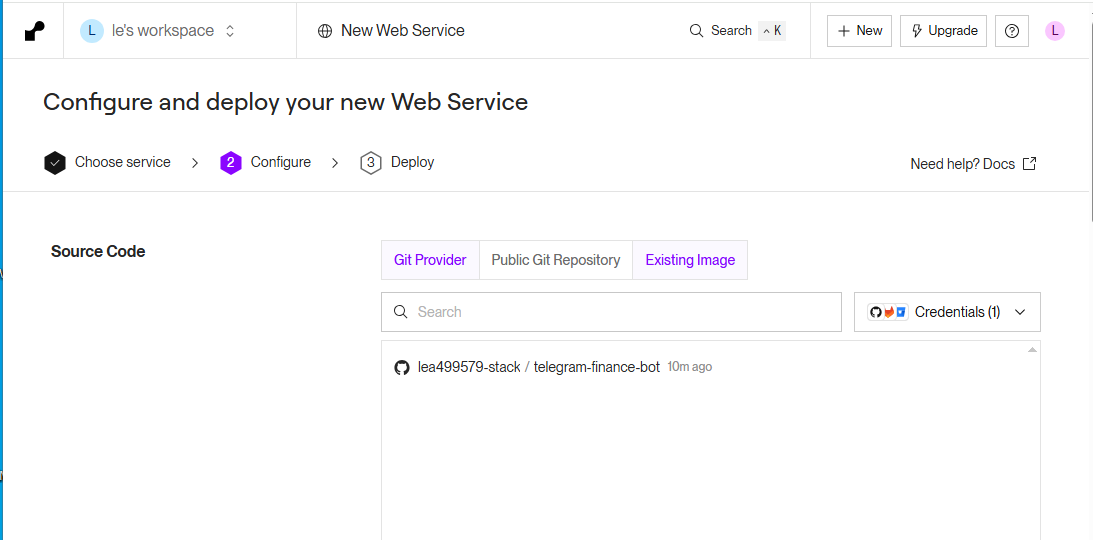 L le's workspace New Web Service Search ^ K + New Upgrade L
Configure and deploy your new Web Service
Choose service 2 Configure 3 Deploy Need help? Docs
Source Code
Git Provider Public Git Repository Existing Image
Search Credentials (1)
lea499579-stack / telegram-finance-bot 10m ago